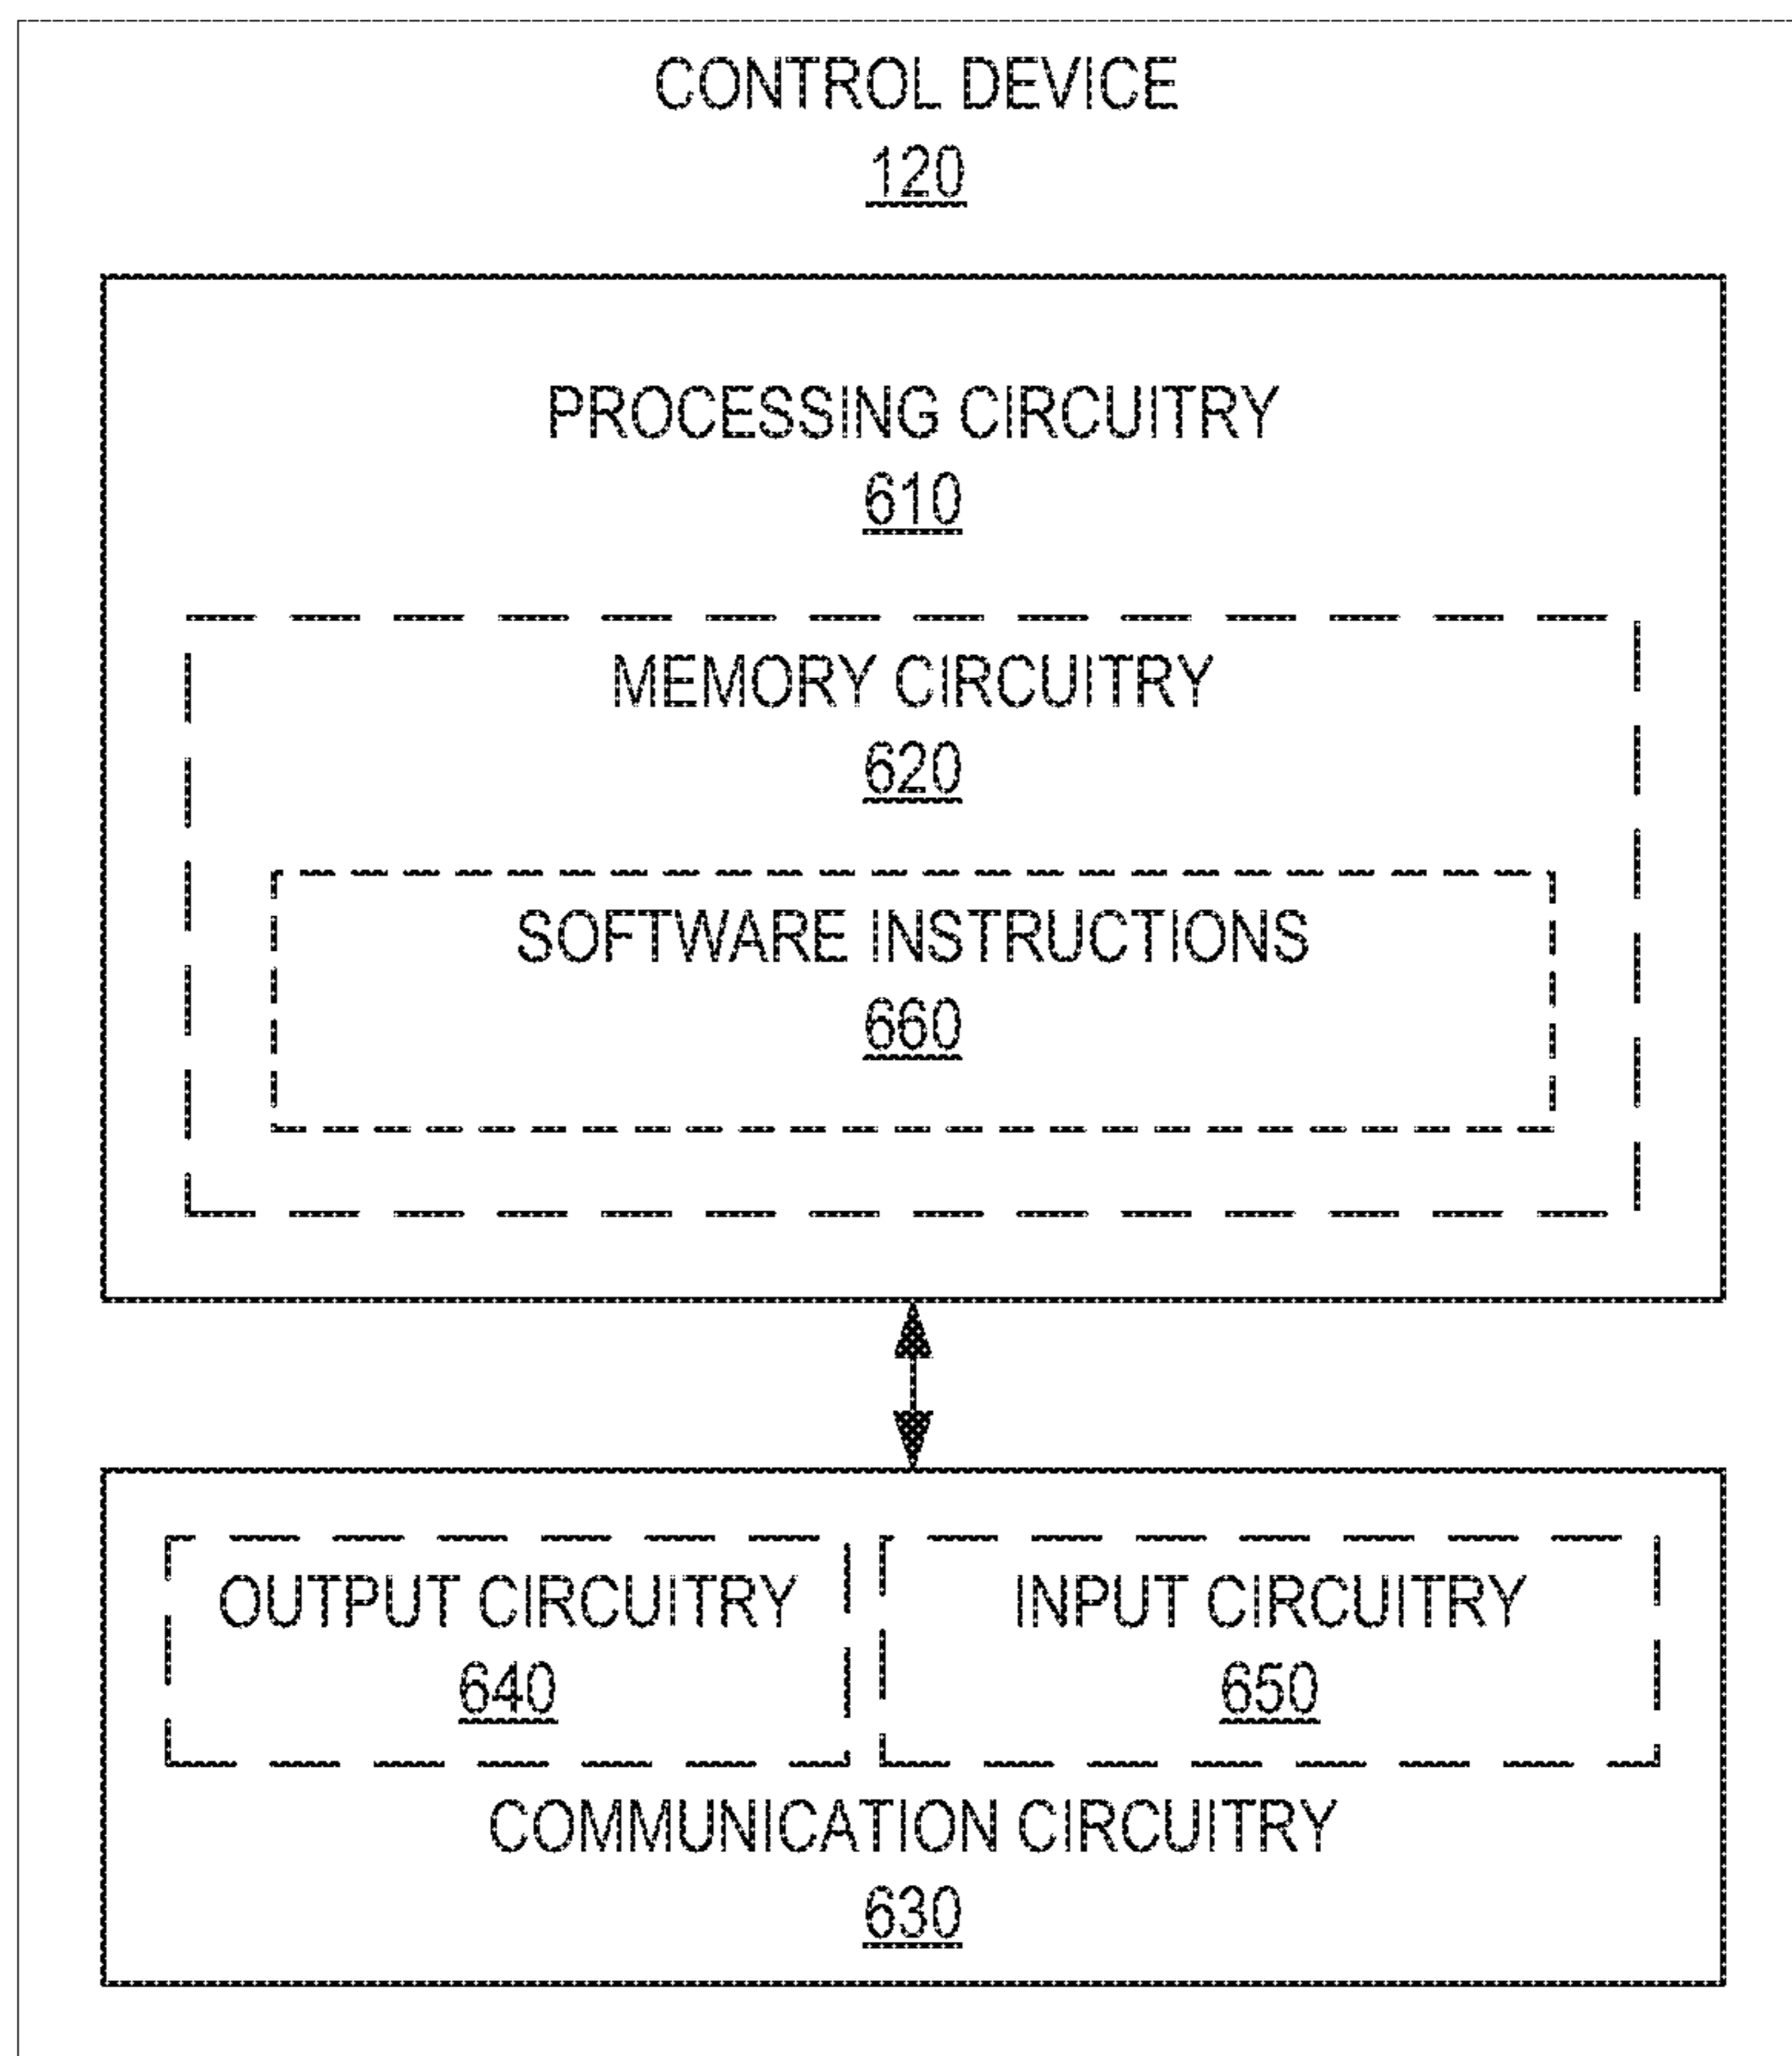 CONTROL DEVICE
120
PROCESSING CIRCUITRY
610
MEMORY CIRCUITRY
620
SOFTWARE INSTRUCTIONS
660
OUTPUT CIRCUITRY
640
INPUT CIRCUITRY
650
COMMUNICATION CIRCUITRY
630